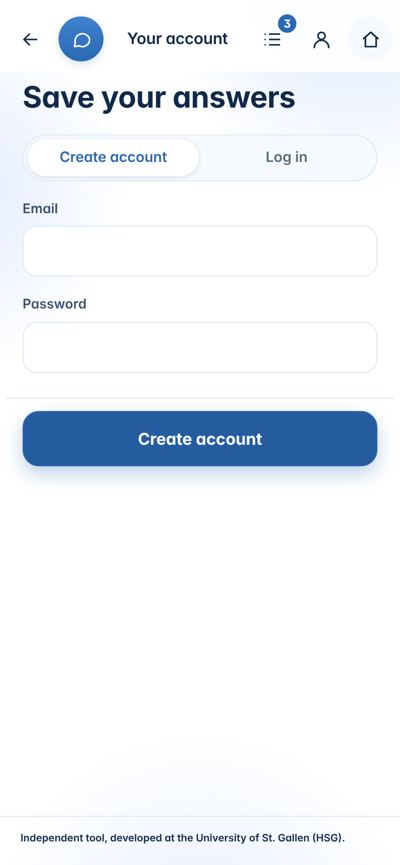 Your account
3
Save your answers
Create account
Log in
Email
Password
Create account
Independent tool, developed at the University of St. Gallen (HSG).